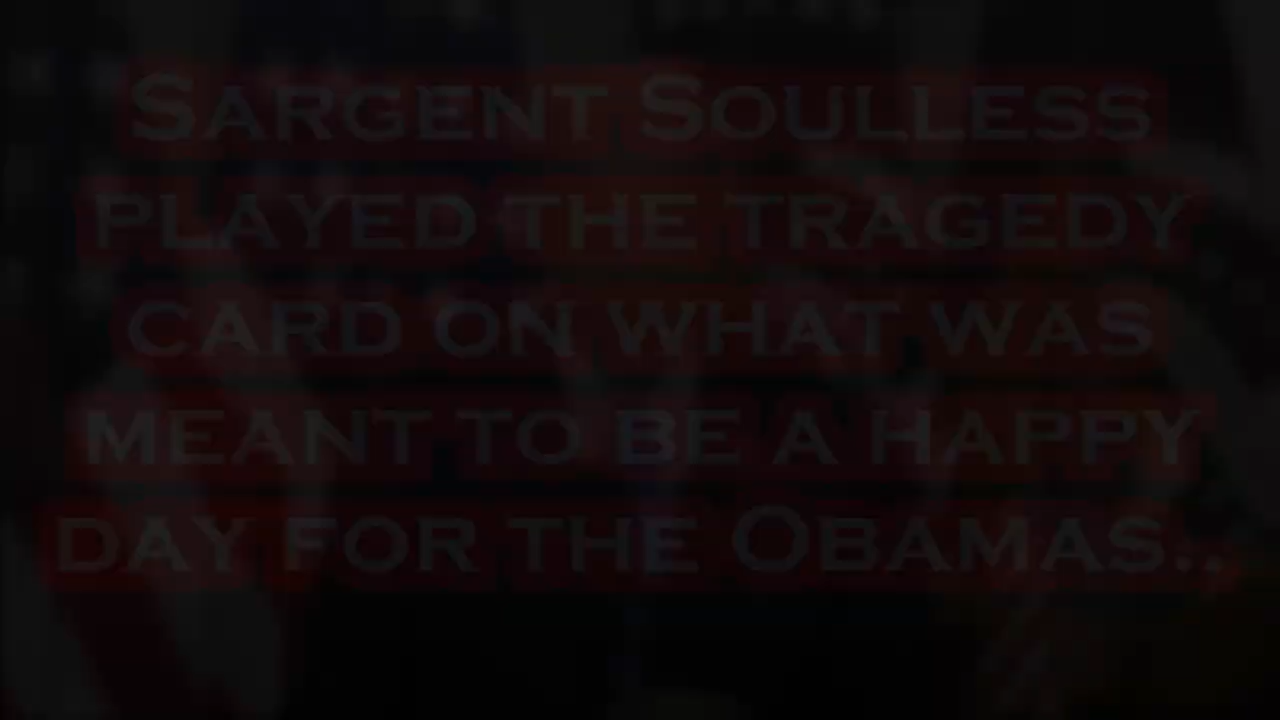 Sargent Soulless
played the tragedy
card on what was
meant to be a happy
day for the Obamas..